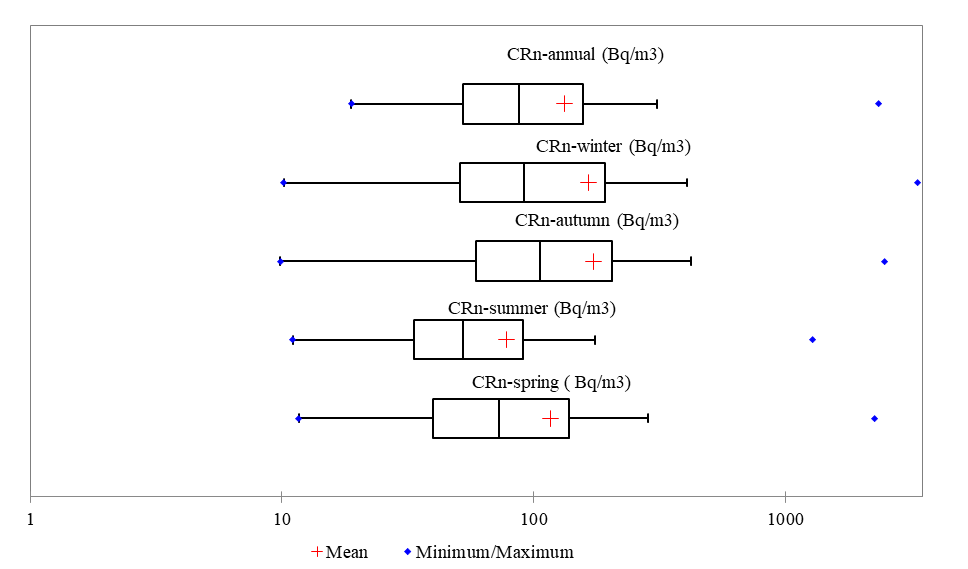 CRn-annual (Bq/m3)
CRn-winter (Bq/m3)
CRn-autumn (Bq/m3)
CRn-summer (Bq/m3)
CRn-spring ( Bq/m3)
1 10 100 1000
Mean Minimum/Maximum